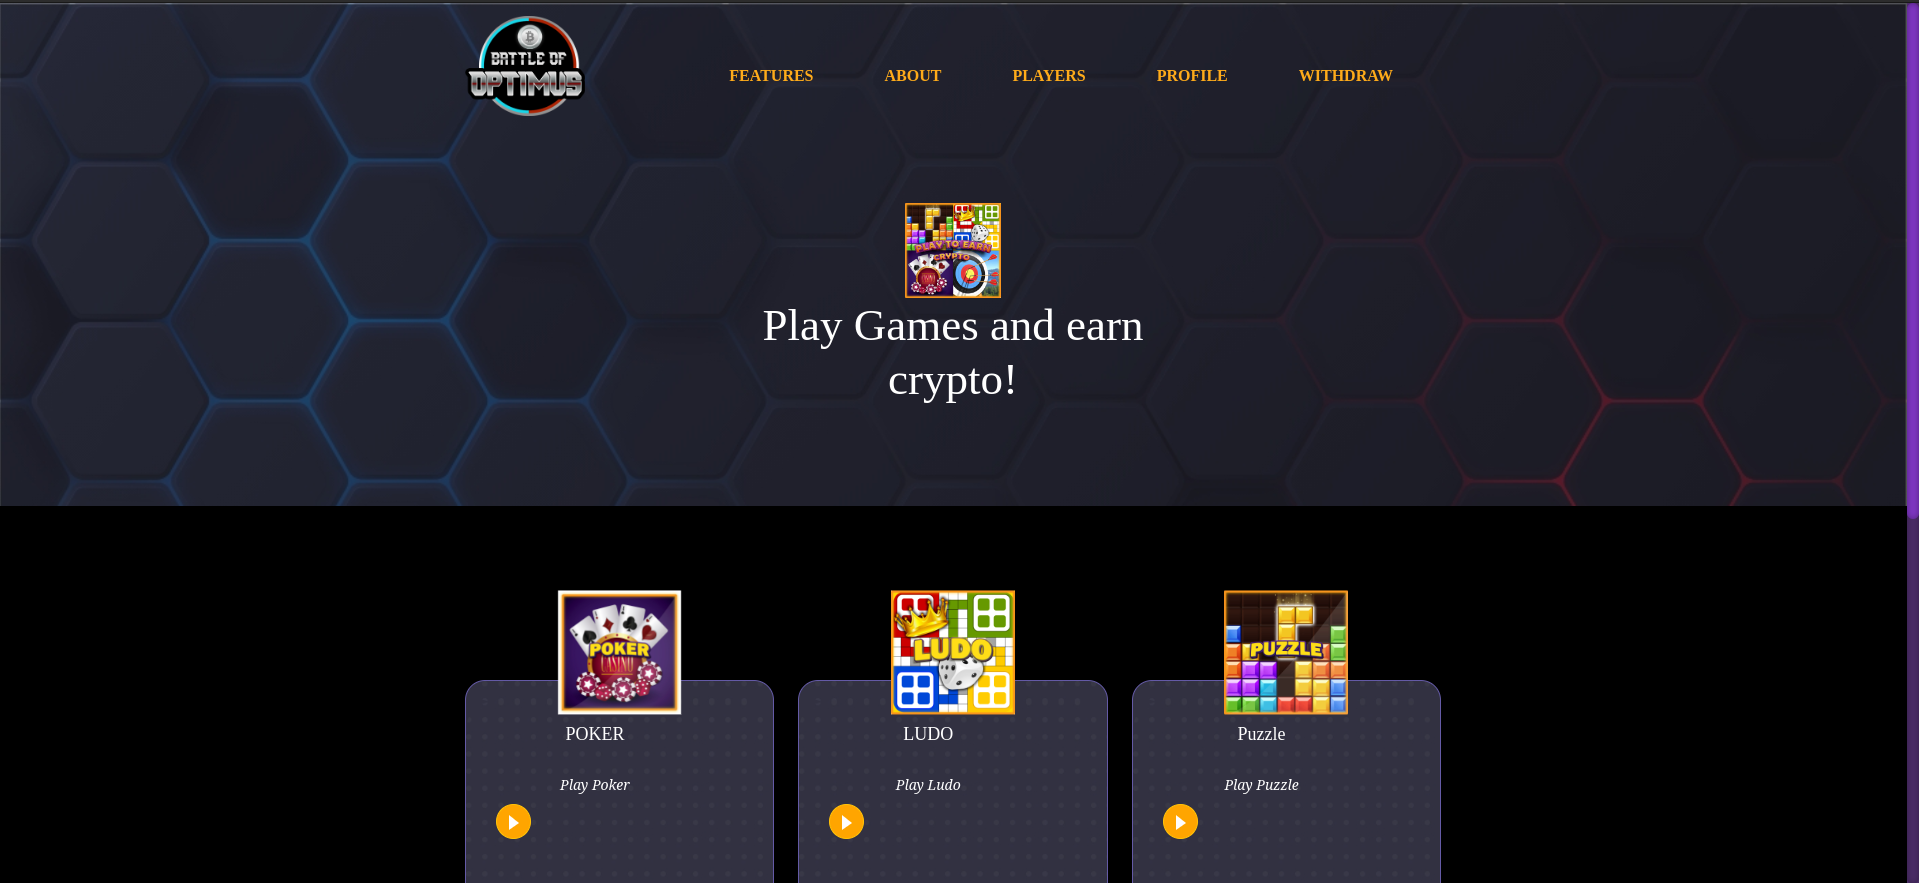 BATTLE OF
OPTIMUS
FEATURES ABOUT PLAYERS PROFILE WITHDRAW
PLAY TO EARN
CRYPTO
Play Games and earn
crypto!
POKER
CASINO
LUDO
PUZZLE
POKER LUDO Puzzle
Play Poker Play Ludo Play Puzzle